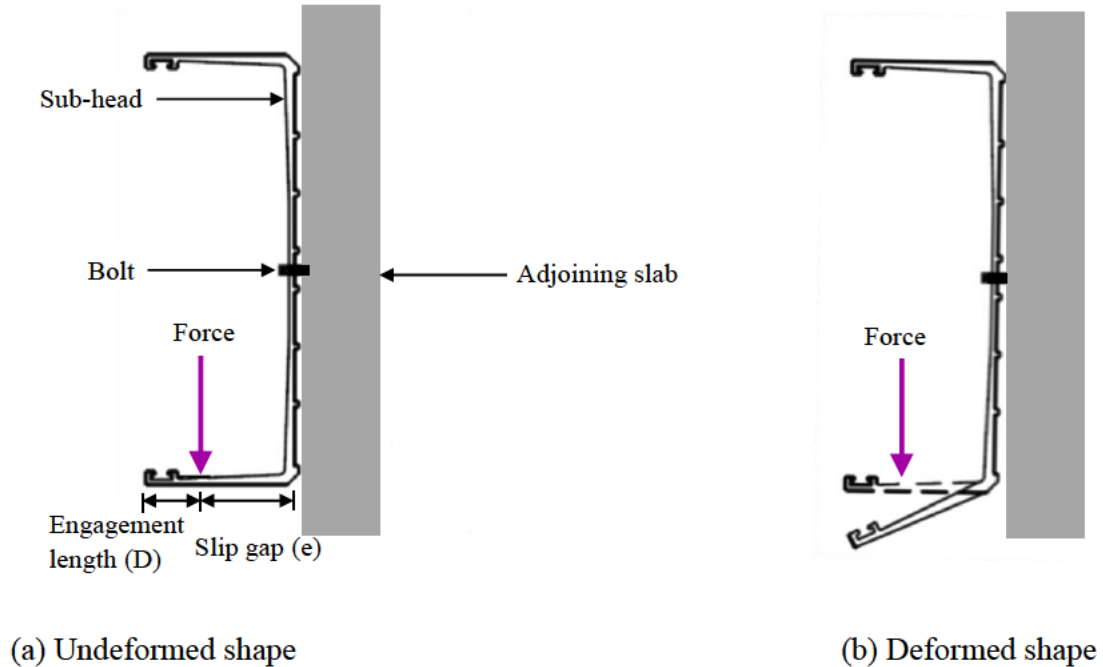 Sub-head
Bolt
Adjoining slab
Force
Force
Engagement
length (D)
Slip gap (e)
(a) Undeformed shape
(b) Deformed shape